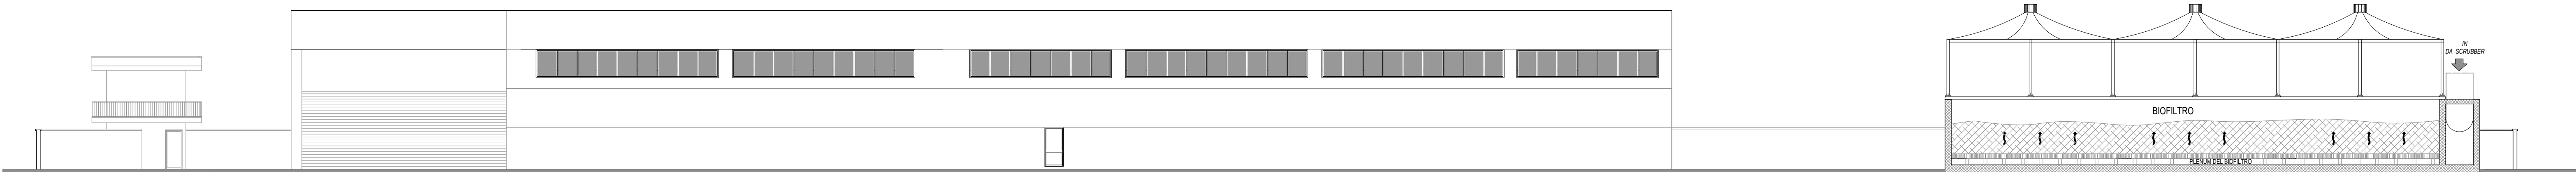 IN
DA SCRUBBER
BIOFILTRO
PLENUM DEL BIOFILTRO